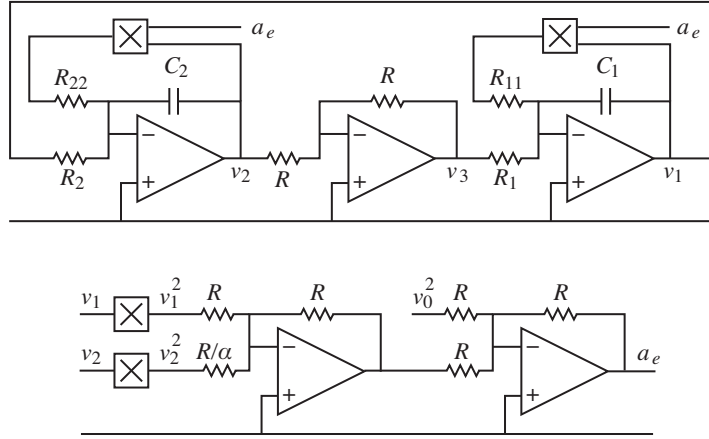 a_e a_e
R_22 C_2 R R_11 C_1
− − −
R_2 v_2 R v_3 R_1 v_1
+ + +
v_1 v_1^2 R R v_0^2 R R
v_2 v_2^2 R/α − R − a_e
+ +